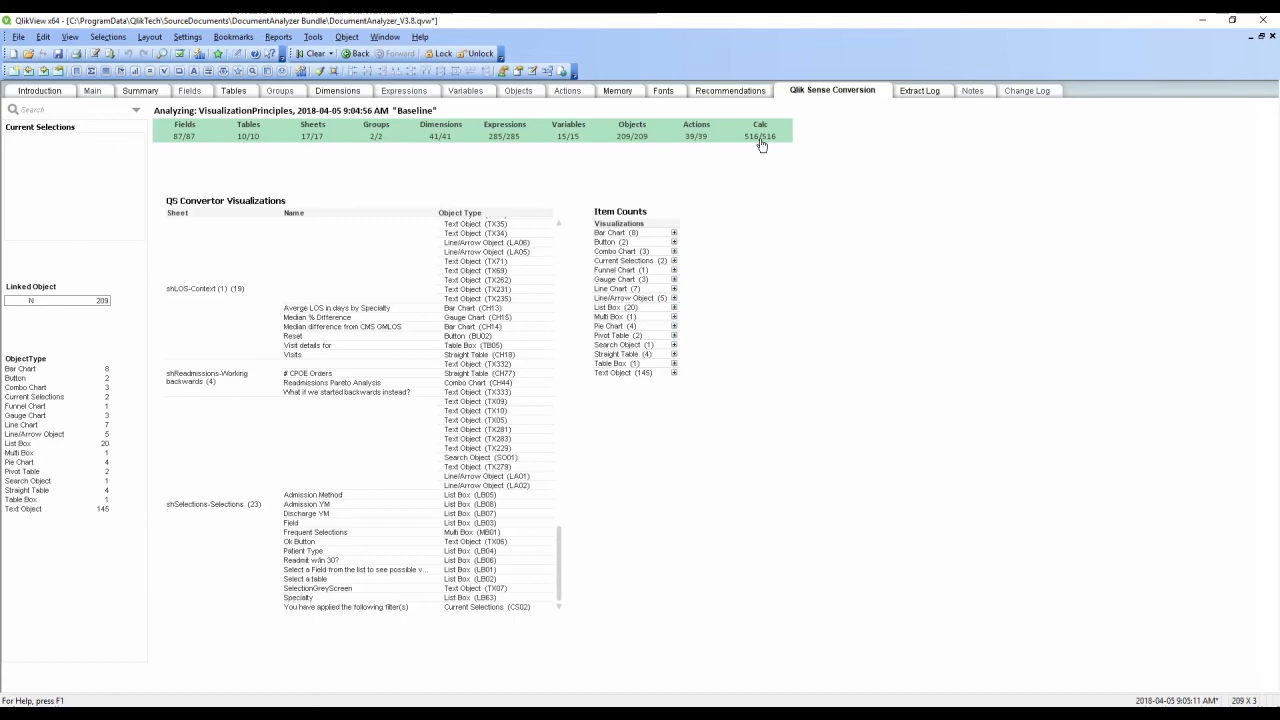 QlikView x64 - [C:\ProgramData\QlikTech\SourceDocuments\DocumentAnalyzer Bundle\DocumentAnalyzer_V3.8.qvw*]
File Edit View Selections Layout Settings Bookmarks Reports Tools Object Window Help
Clear Back Forward Lock Unlock
Introduction Main Summary Fields Tables Groups Dimensions Expressions Variables Objects Actions Memory Fonts Recommendations Qlik Sense Conversion Extract Log Notes Change Log
Search
Current Selections
Linked Object
N 209
ObjectType
Bar Chart 8
Button 2
Combo Chart 3
Current Selections 2
Funnel Chart 1
Gauge Chart 3
Line Chart 7
Line/Arrow Object 5
List Box 20
Multi Box 1
Pie Chart 4
Pivot Table 2
Search Object 1
Straight Table 4
Table Box 1
Text Object 145
Analyzing: VisualizationPrinciples, 2018-04-05 9:04:56 AM "Baseline"
Fields Tables Sheets Groups Dimensions Expressions Variables Objects Actions Calc
87/87 10/10 17/17 2/2 41/41 285/285 15/15 209/209 39/39 516/516
QS Convertor Visualizations
Sheet Name Object Type
Text Object (TX35)
Text Object (TX34)
Line/Arrow Object (LA06)
Line/Arrow Object (LA05)
Text Object (TX71)
Text Object (TX69)
Text Object (TX262)
Text Object (TX231)
shLOS-Context (1) (19)
Text Object (TX235)
Averge LOS in days by Specialty Bar Chart (CH13)
Median % Difference Gauge Chart (CH15)
Median difference from CMS GMLOS Bar Chart (CH14)
Reset Button (BU02)
Visit details for Table Box (TB05)
Visits Straight Table (CH18)
Text Object (TX332)
shReadmissions-Working
backwards (4)
# CPOE Orders Straight Table (CH77)
Readmissions Pareto Analysis Combo Chart (CH44)
What if we started backwards instead? Text Object (TX333)
Text Object (TX09)
Text Object (TX10)
Text Object (TX05)
Text Object (TX281)
Text Object (TX283)
Text Object (TX229)
Search Object (SO01)
Text Object (TX279)
Line/Arrow Object (LA01)
Line/Arrow Object (LA02)
Admission Method List Box (LB05)
shSelections-Selections (23) Admission YM List Box (LB08)
Discharge YM List Box (LB07)
Field List Box (LB03)
Frequent Selections Multi Box (MB01)
Ok Button Text Object (TX06)
Patient Type List Box (LB04)
Readmit w/in 30? List Box (LB06)
Select a Field from the list to see possible v... List Box (LB01)
Select a table List Box (LB02)
SelectionGreyScreen Text Object (TX07)
Specialty List Box (LB63)
You have applied the following filter(s) Current Selections (CS02)
Item Counts
Visualizations
Bar Chart (8)
Button (2)
Combo Chart (3)
Current Selections (2)
Funnel Chart (1)
Gauge Chart (3)
Line Chart (7)
Line/Arrow Object (5)
List Box (20)
Multi Box (1)
Pie Chart (4)
Pivot Table (2)
Search Object (1)
Straight Table (4)
Table Box (1)
Text Object (145)
For Help, press F1
2018-04-05 9:05:11 AM* 209 X 3